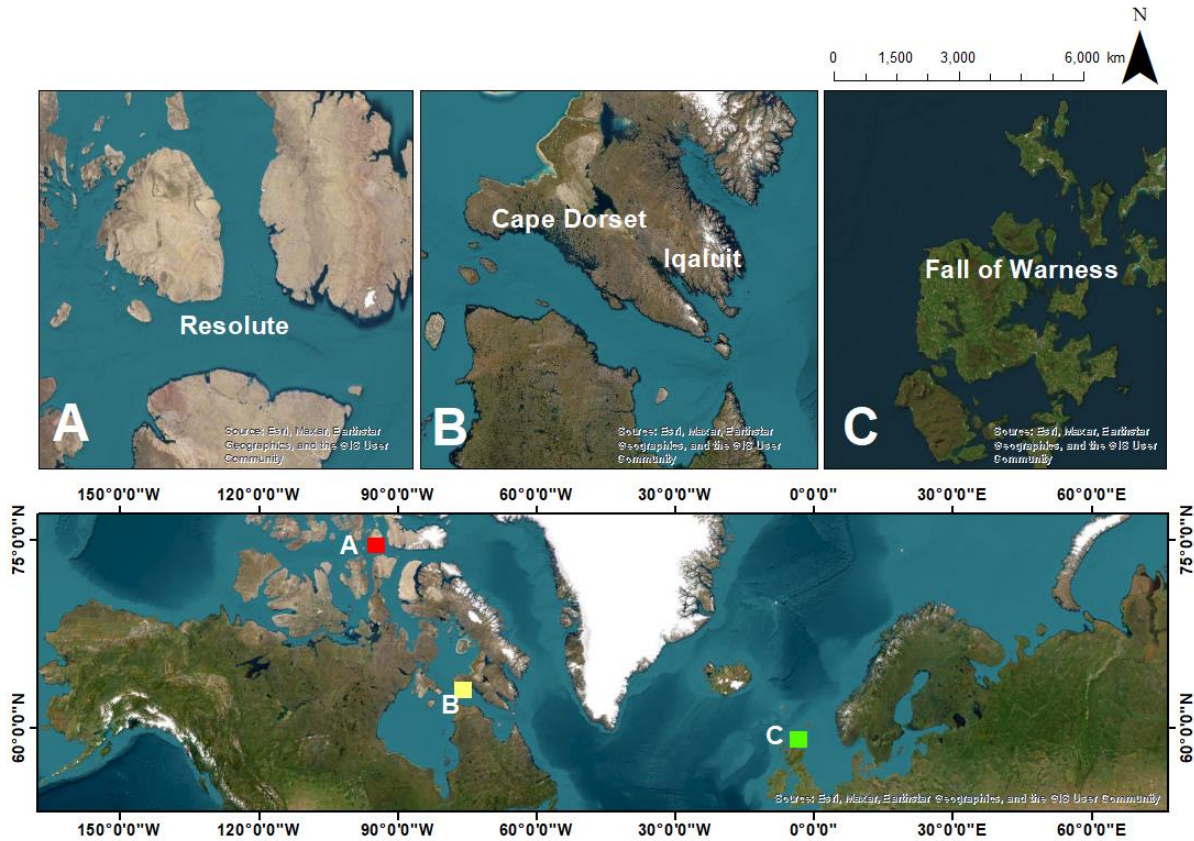 N
0 1,500 3,000 6,000 km
Resolute
A
Source: Esri, Maxar, Earthstar
Geographics, and the GIS User
Community
Cape Dorset
Iqaluit
B
Source: Esri, Maxar, Earthstar
Geographics, and the GIS User
Community
Fall of Warness
C
Source: Esri, Maxar, Earthstar
Geographics, and the GIS User
Community
150°0'0"W 120°0'0"W 90°0'0"W 60°0'0"W 30°0'0"W 0°0'0" 30°0'0"E 60°0'0"E
75°0'0"N
60°0'0"N
A
B
C
75°0'0"N
60°0'0"N
Source: Esri, Maxar, Earthstar Geographics, and the GIS User Community
150°0'0"W 120°0'0"W 90°0'0"W 60°0'0"W 30°0'0"W 0°0'0" 30°0'0"E 60°0'0"E